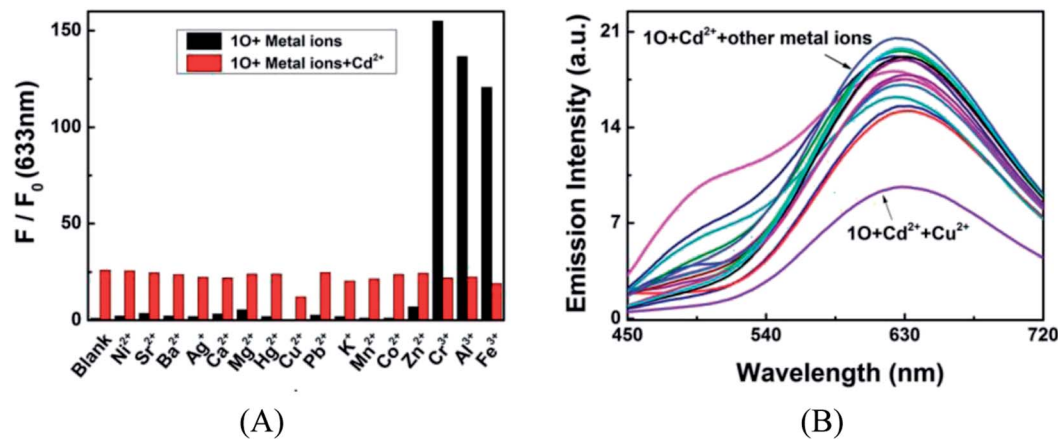 150
100
50
0
F / F₀ (633nm)
1O+ Metal ions
1O+ Metal ions+Cd²⁺
Blank
Ni²⁺
Sr²⁺
Ba²⁺
Ag⁺
Ca²⁺
Mg²⁺
Hg²⁺
Cu²⁺
Pb²⁺
K⁺
Mn²⁺
Co²⁺
Zn²⁺
Cr³⁺
Al³⁺
Fe³⁺
(A)
21
14
7
0
Emission Intensity (a.u.)
1O+Cd²⁺+other metal ions
1O+Cd²⁺+Cu²⁺
450
540
630
720
Wavelength (nm)
(B)